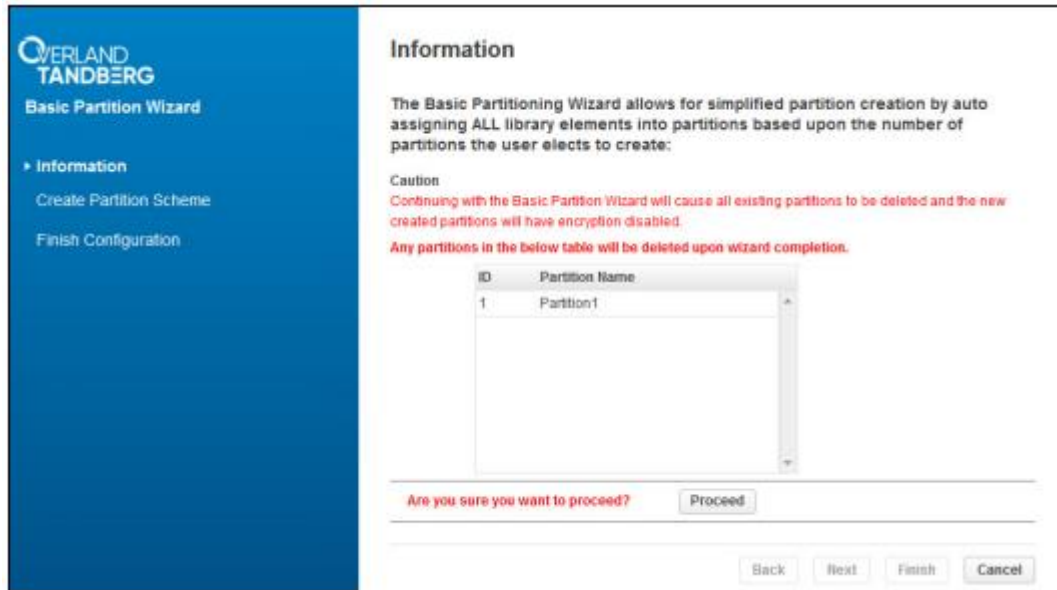 OVERLAND
TANDBERG
Basic Partition Wizard
Information
Create Partition Scheme
Finish Configuration
Information
The Basic Partitioning Wizard allows for simplified partition creation by auto
assigning ALL library elements into partitions based upon the number of
partitions the user elects to create:
Caution
Continuing with the Basic Partition Wizard will cause all existing partitions to be deleted and the new
created partitions will have encryption disabled.
Any partitions in the below table will be deleted upon wizard completion.
ID Partition Name
1 Partition1
Are you sure you want to proceed? Proceed
Back Next Finish Cancel